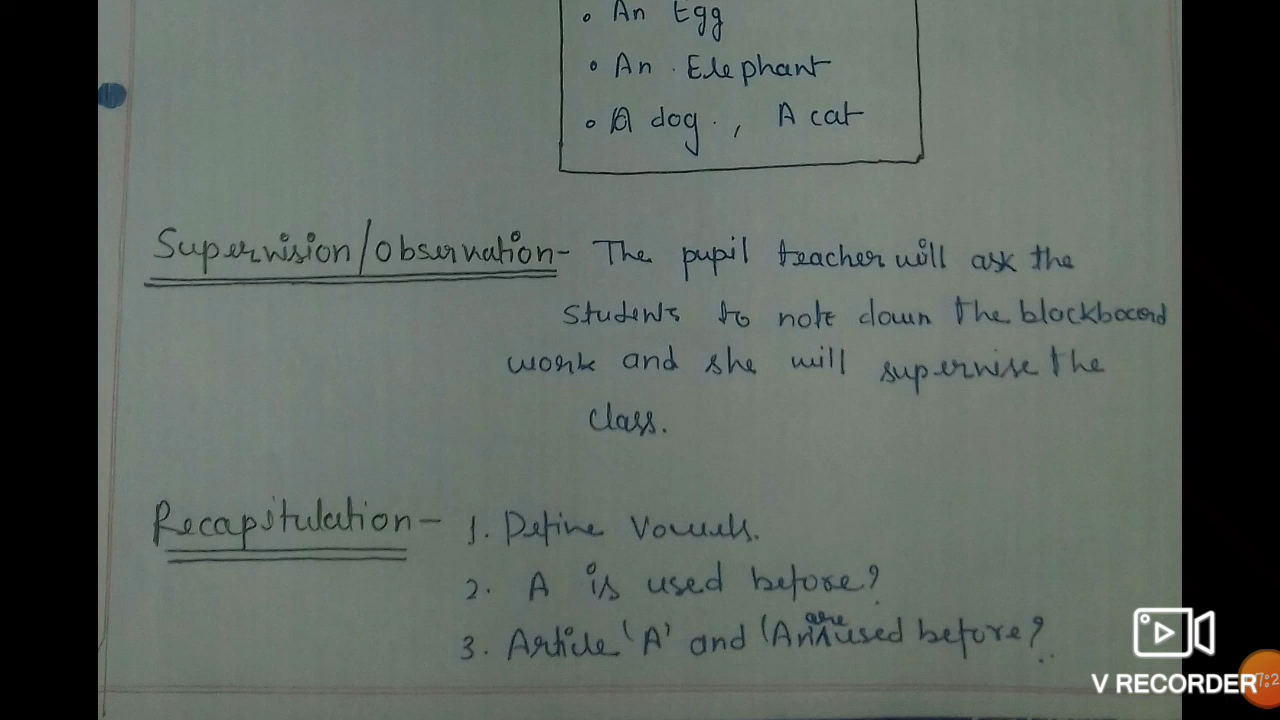 • An Egg
• An Elephant
• A dog , A cat
Supervision/Observation- The pupil teacher will ask the
students to note down the blackboard
work and she will supervise the
class.
Recapitulation- 1. Define Vowels.
2. A is used before?
3. Article 'A' and 'An' are used before?
V RECORDER